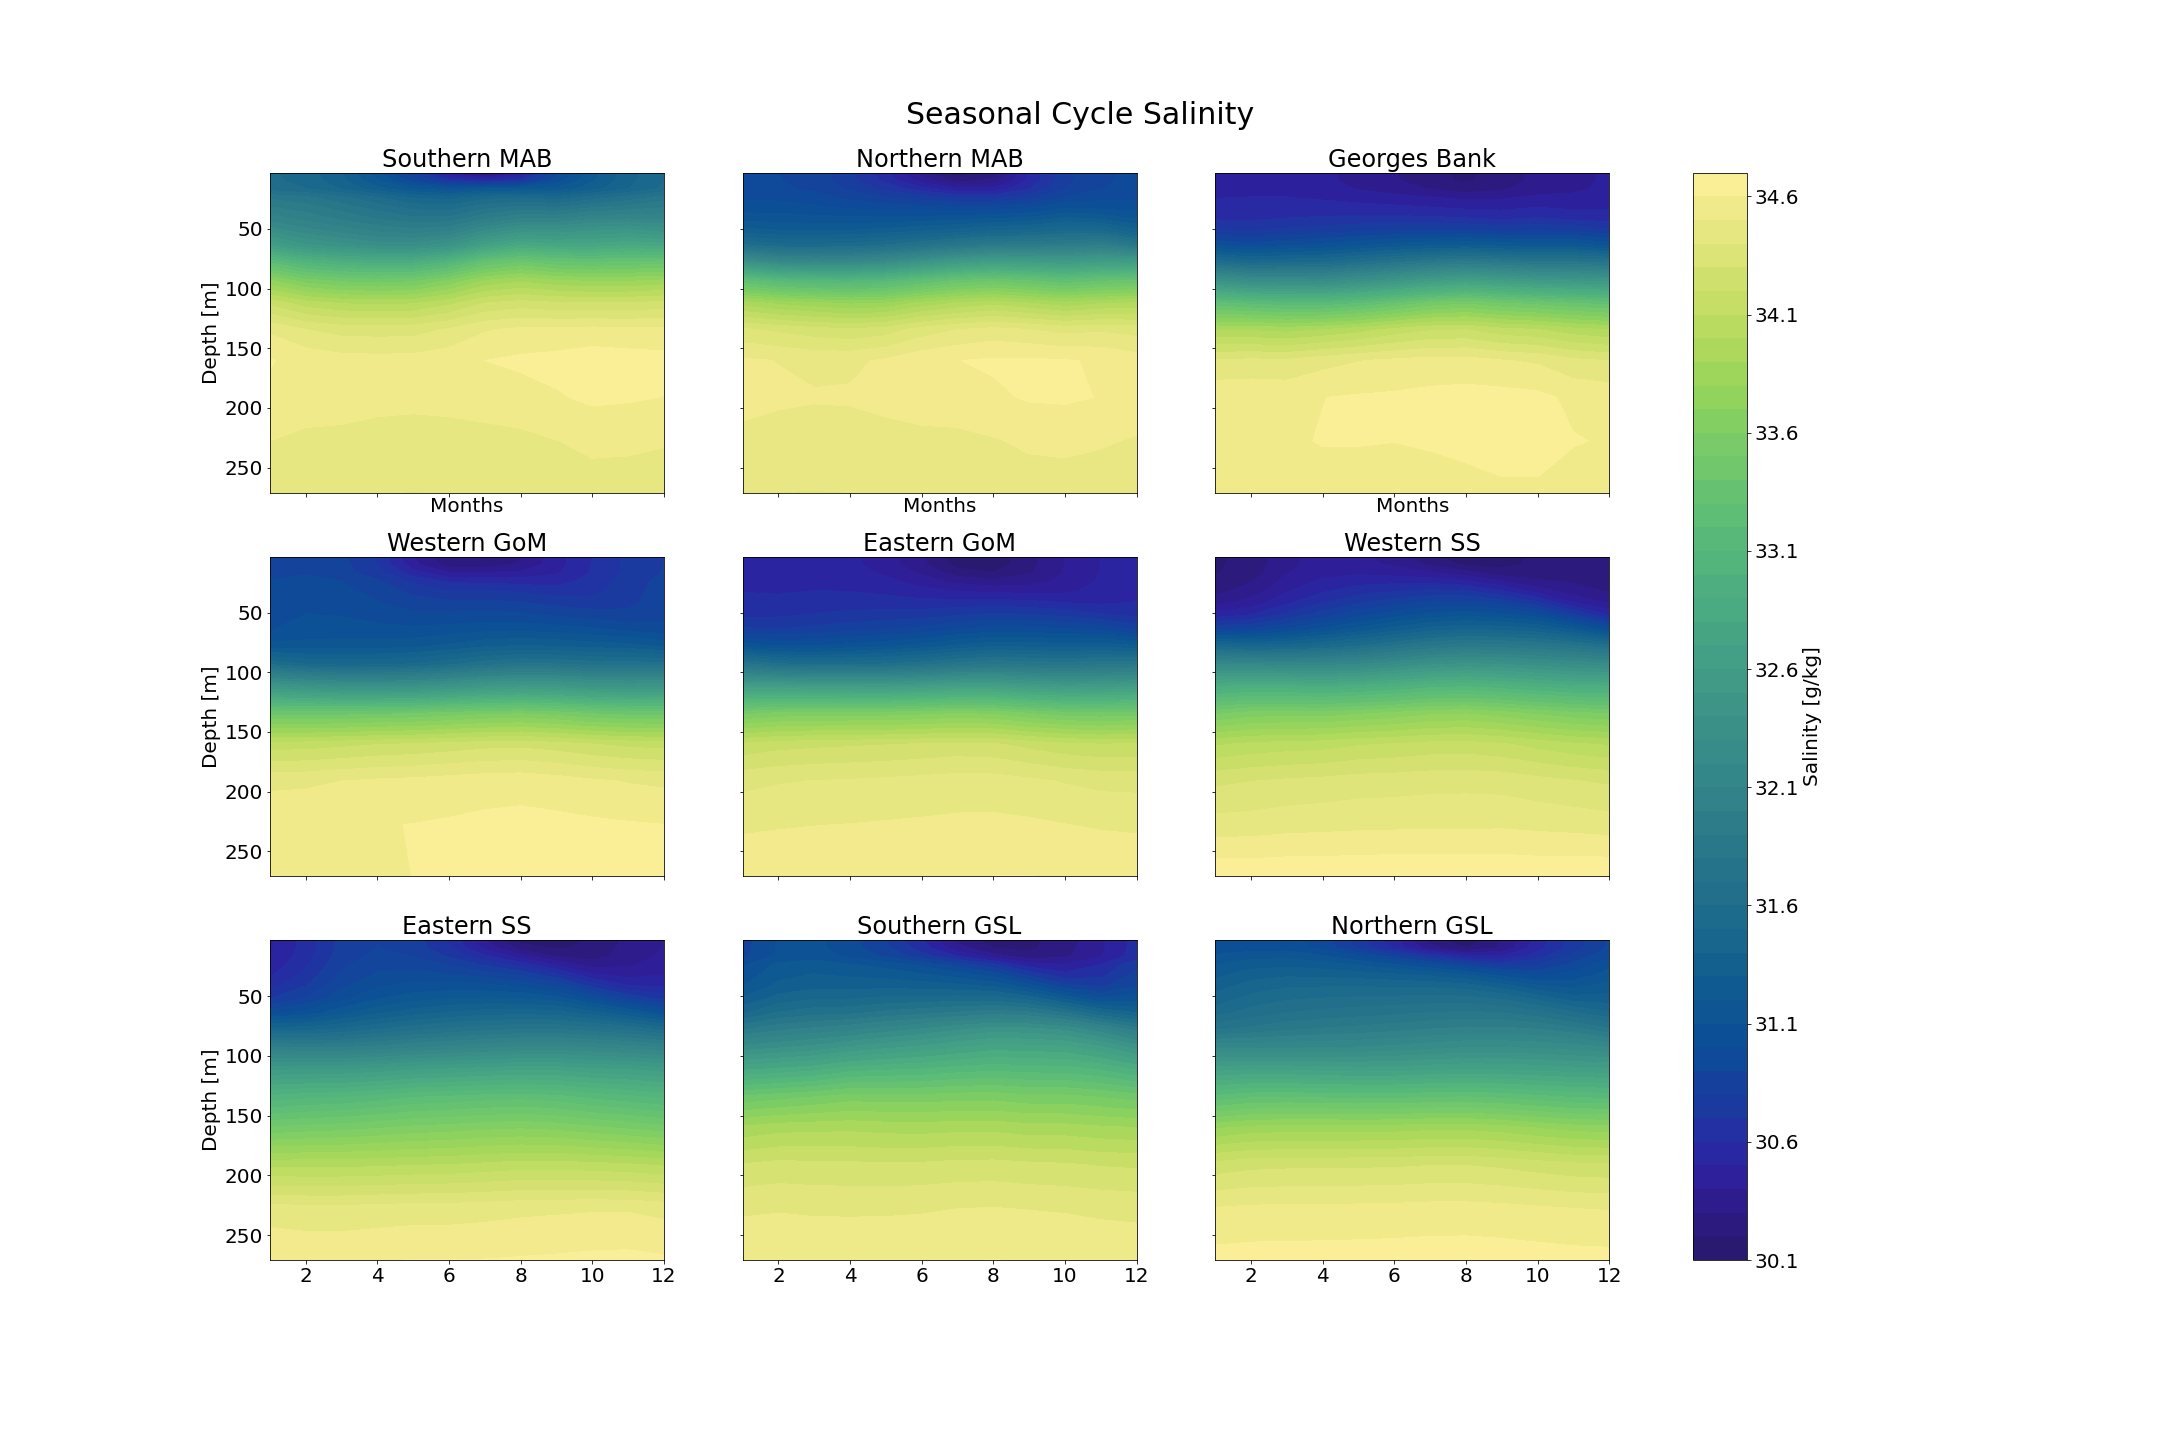 Seasonal Cycle Salinity
Southern MAB
Northern MAB
Georges Bank
50
100
150
200
250
Depth [m]
Months
Months
Months
Western GoM
Eastern GoM
Western SS
50
100
150
200
250
Depth [m]
Eastern SS
Southern GSL
Northern GSL
50
100
150
200
250
Depth [m]
2 4 6 8 10 12
2 4 6 8 10 12
2 4 6 8 10 12
34.6
34.1
33.6
33.1
32.6
32.1
31.6
31.1
30.6
30.1
Salinity [g/kg]